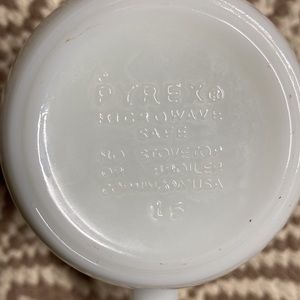 PYREX®
MICROWAVE
SAFE
NO STOVETOP
OR BROILER
CORNING USA